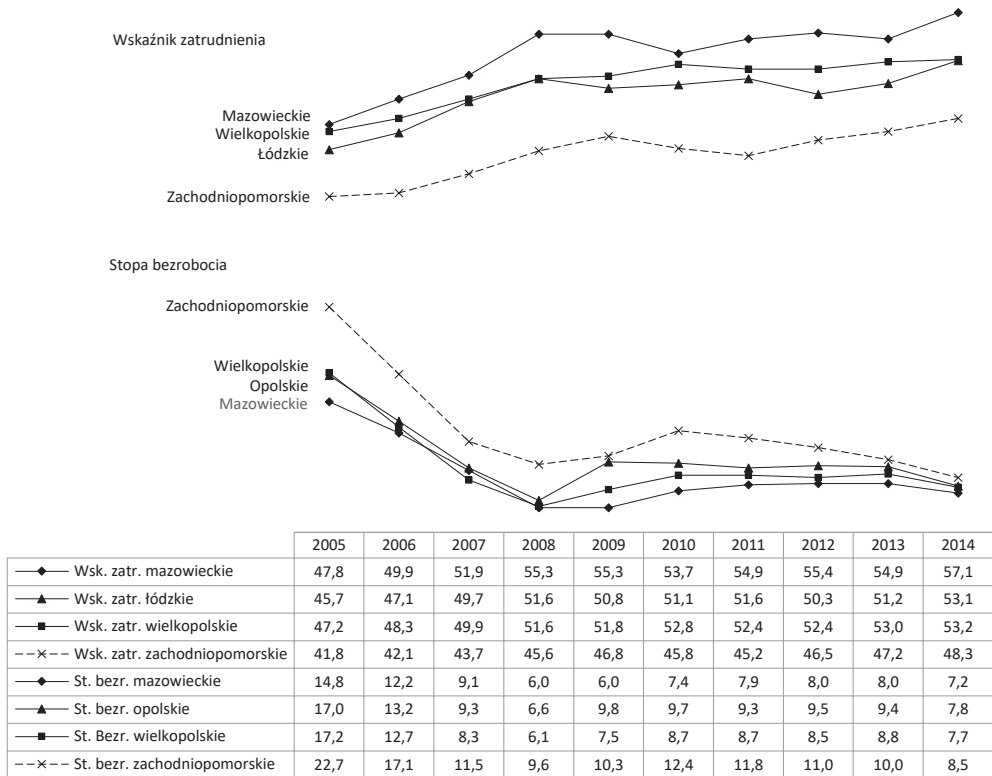 Wskaźnik zatrudnienia
Mazowieckie
Wielkopolskie
Łódzkie
Zachodniopomorskie
Stopa bezrobocia
Zachodniopomorskie
Wielkopolskie
Opolskie
Mazowieckie
2005 2006 2007 2008 2009 2010 2011 2012 2013 2014
Wsk. zatr. mazowieckie 47,8 49,9 51,9 55,3 55,3 53,7 54,9 55,4 54,9 57,1
Wsk. zatr. łódzkie 45,7 47,1 49,7 51,6 50,8 51,1 51,6 50,3 51,2 53,1
Wsk. zatr. wielkopolskie 47,2 48,3 49,9 51,6 51,8 52,8 52,4 52,4 53,0 53,2
Wsk. zatr. zachodniopomorskie 41,8 42,1 43,7 45,6 46,8 45,8 45,2 46,5 47,2 48,3
St. bezr. mazowieckie 14,8 12,2 9,1 6,0 6,0 7,4 7,9 8,0 8,0 7,2
St. bezr. opolskie 17,0 13,2 9,3 6,6 9,8 9,7 9,3 9,5 9,4 7,8
St. Bezr. wielkopolskie 17,2 12,7 8,3 6,1 7,5 8,7 8,7 8,5 8,8 7,7
St. bezr. zachodniopomorskie 22,7 17,1 11,5 9,6 10,3 12,4 11,8 11,0 10,0 8,5